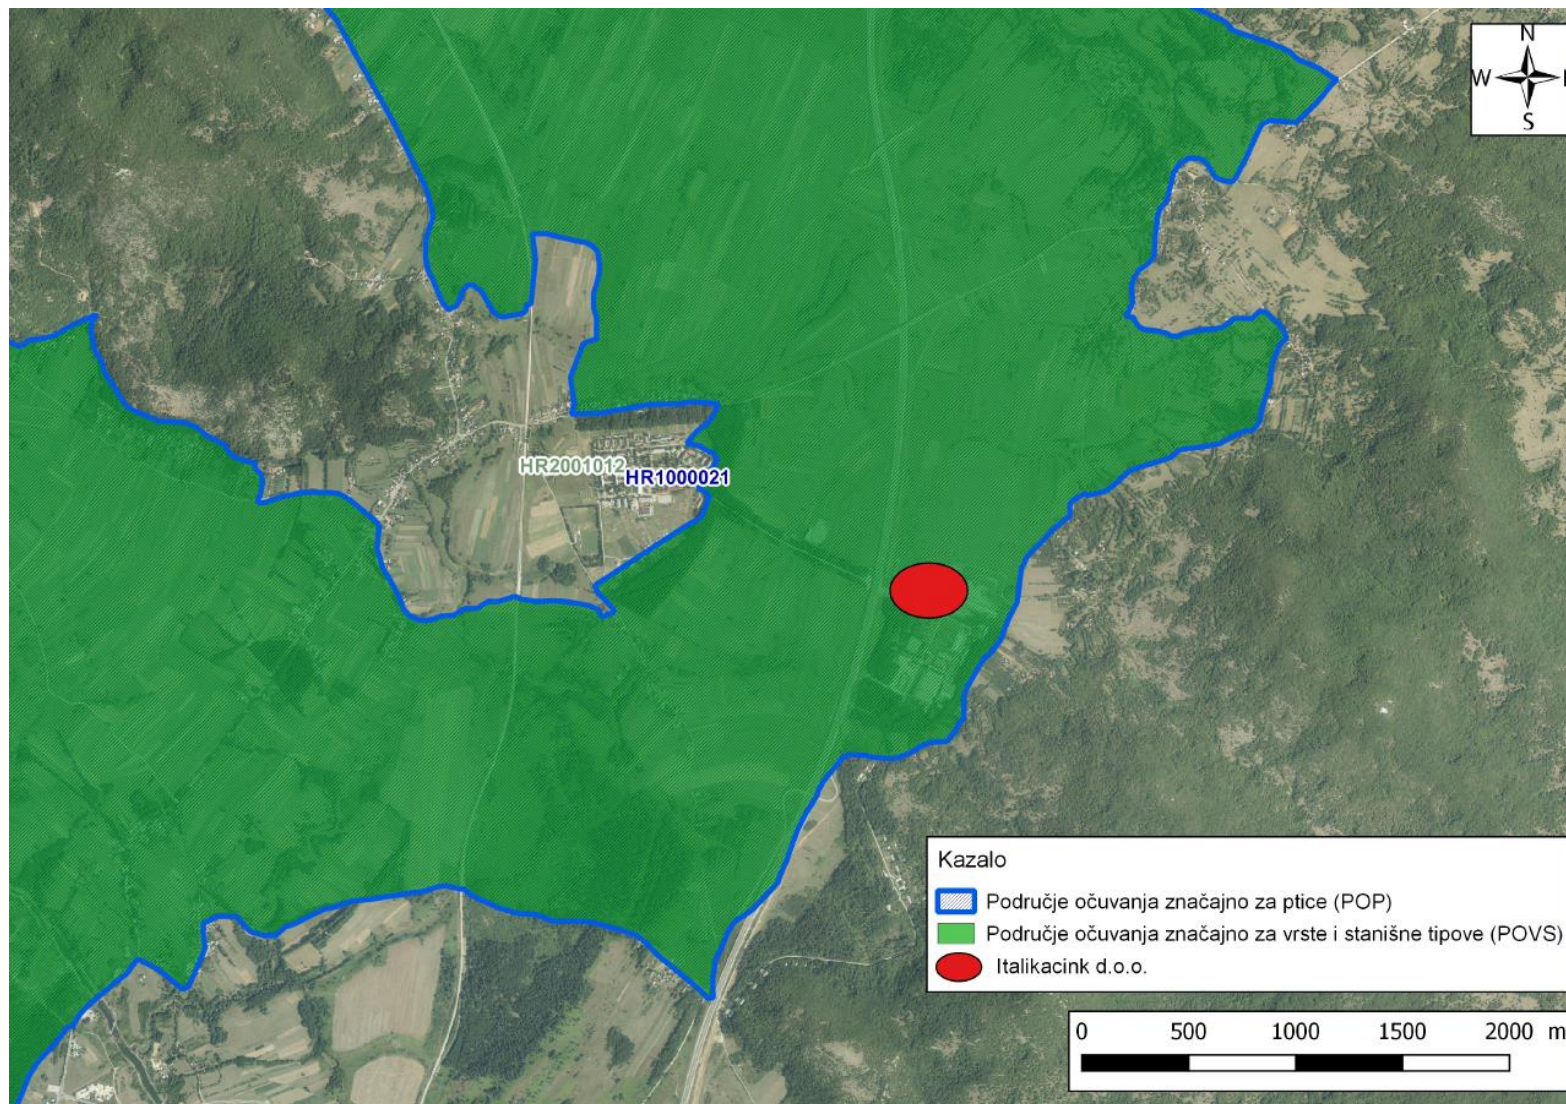 N
W
S
HR2001012
HR1000021
Kazalo
Područje očuvanja značajno za ptice (POP)
Područje očuvanja značajno za vrste i stanišne tipove (POVS)
Italikacink d.o.o.
0 500 1000 1500 2000 m